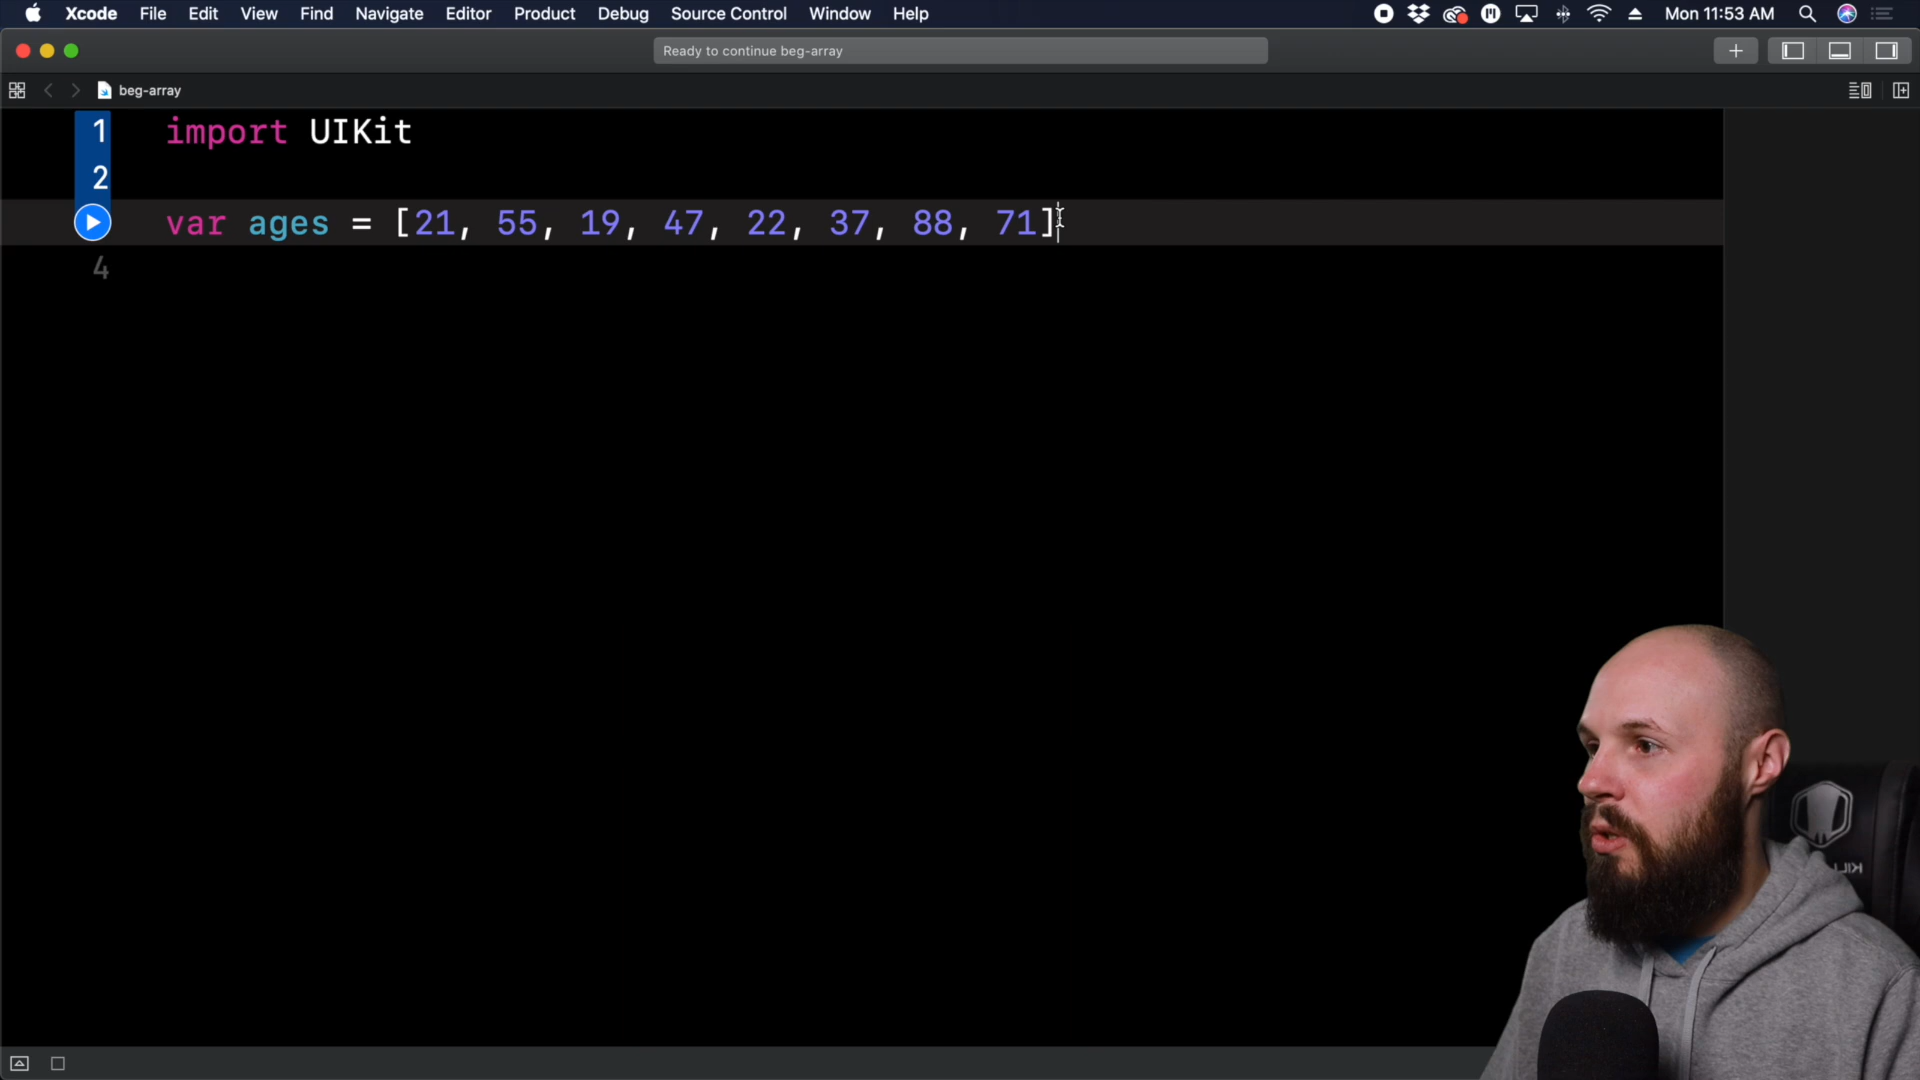 Xcode File Edit View Find Navigate Editor Product Debug Source Control Window Help Mon 11:53 AM
Ready to continue beg-array
beg-array
1 import UIKit
2
var ages = [21, 55, 19, 47, 22, 37, 88, 71]
4